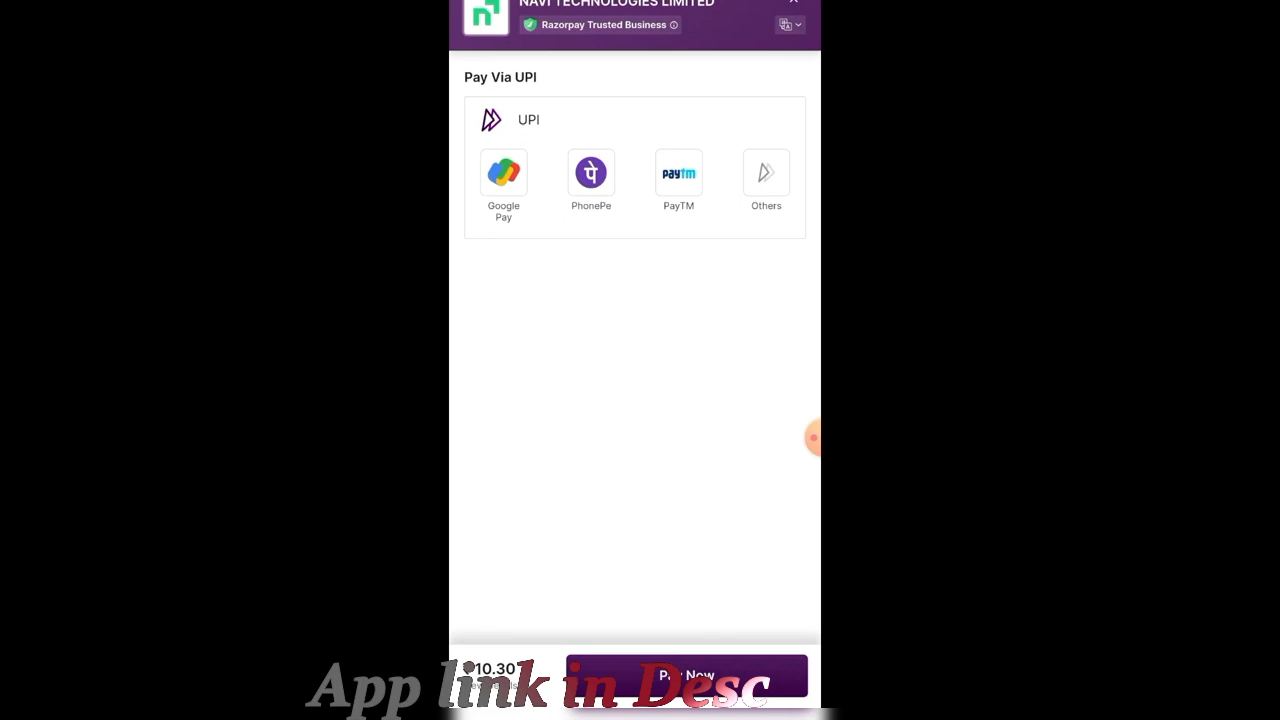 NAVI TECHNOLOGIES LIMITED
Razorpay Trusted Business
Pay Via UPI
UPI
Google Pay
PhonePe
पे
paytm
PayTM
Others
10.30
Pay Now
App link in Desc